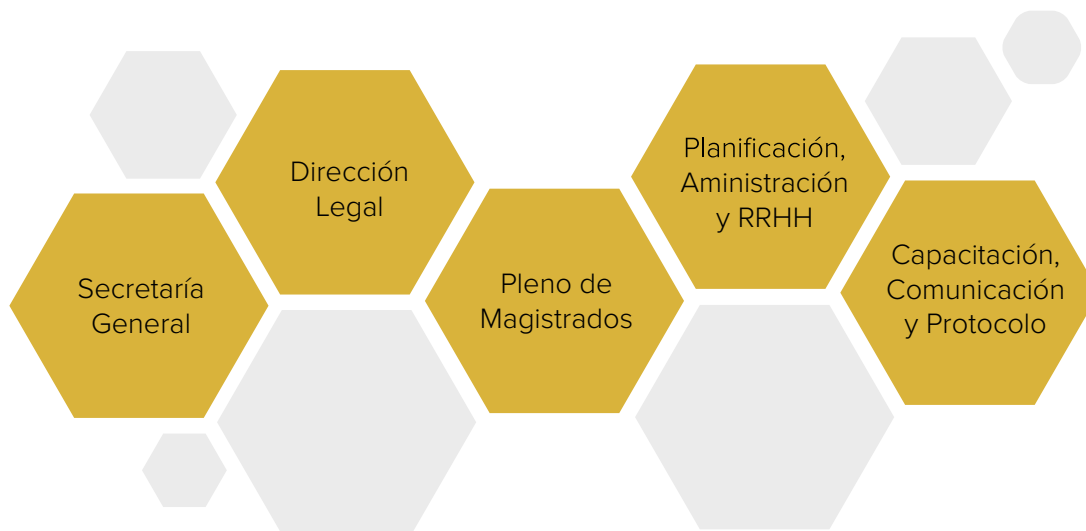 Secretaría
General
Dirección
Legal
Pleno de
Magistrados
Planificación,
Aministración
y RRHH
Capacitación,
Comunicación
y Protocolo